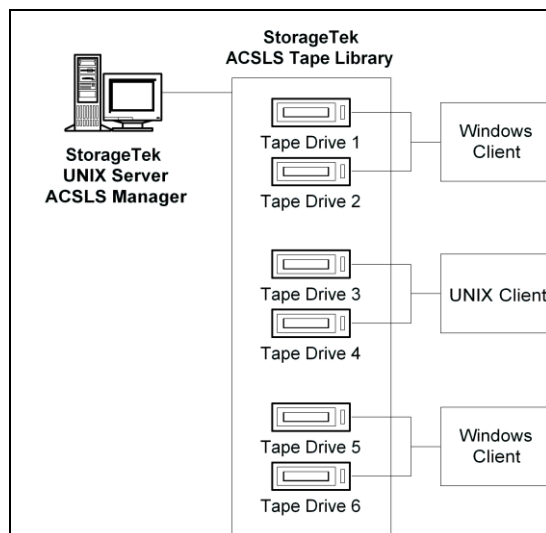 StorageTek
ACSLS Tape Library
StorageTek
UNIX Server
ACSLS Manager
Tape Drive 1
Tape Drive 2
Windows
Client
Tape Drive 3
Tape Drive 4
UNIX Client
Tape Drive 5
Tape Drive 6
Windows
Client